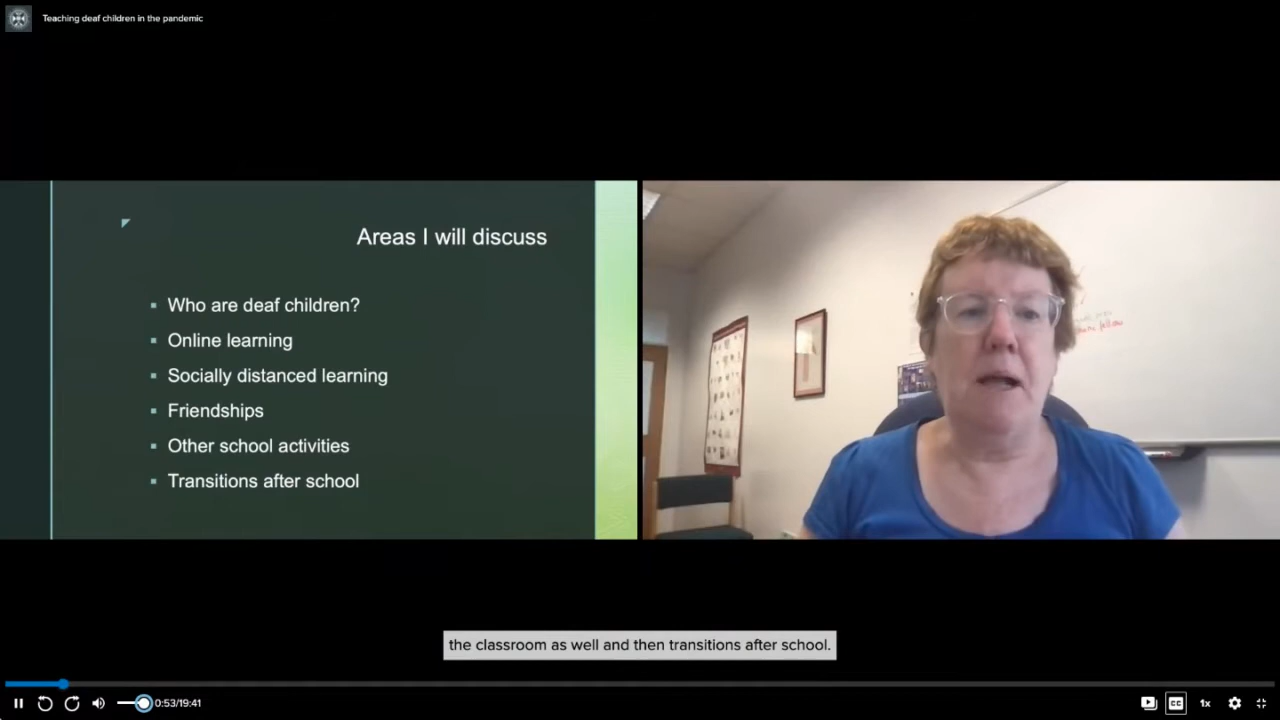 Teaching deaf children in the pandemic
Areas I will discuss
Who are deaf children?
Online learning
Socially distanced learning
Friendships
Other school activities
Transitions after school
fellow
the classroom as well and then transitions after school.
0:53/19:41
CC
1x